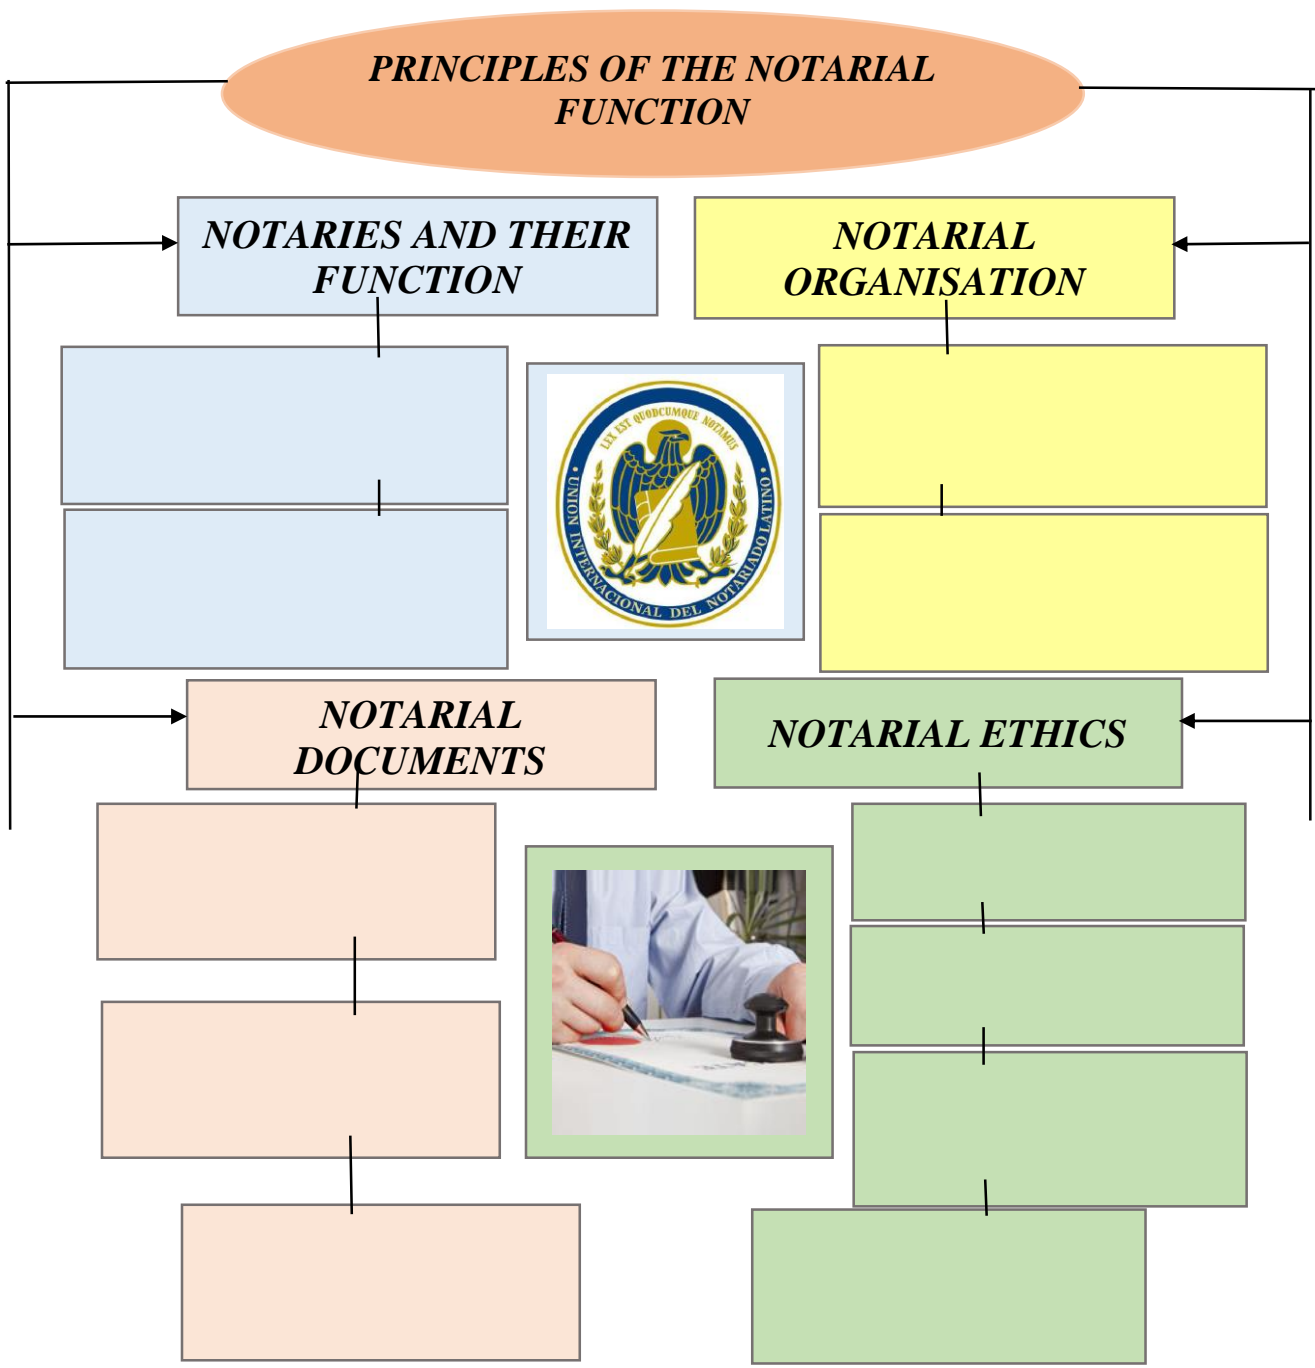 PRINCIPLES OF THE NOTARIAL
FUNCTION
NOTARIES AND THEIR
FUNCTION
NOTARIAL
ORGANISATION
LEX EST QUODCUMQUE NOTAMUS
• UNION INTERNACIONAL DEL NOTARIADO LATINO •
NOTARIAL
DOCUMENTS
NOTARIAL ETHICS